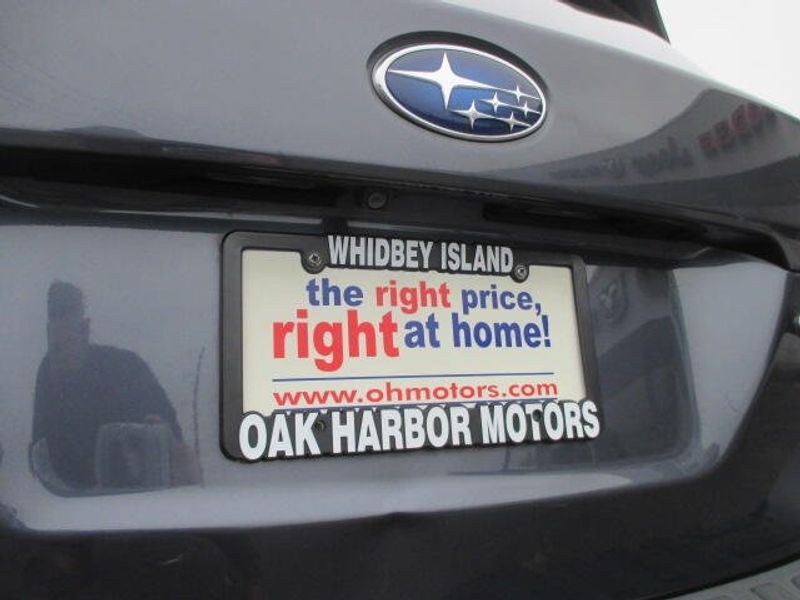 WHIDBEY ISLAND
the right price,
right at home!
www.ohmotors.com
OAK HARBOR MOTORS